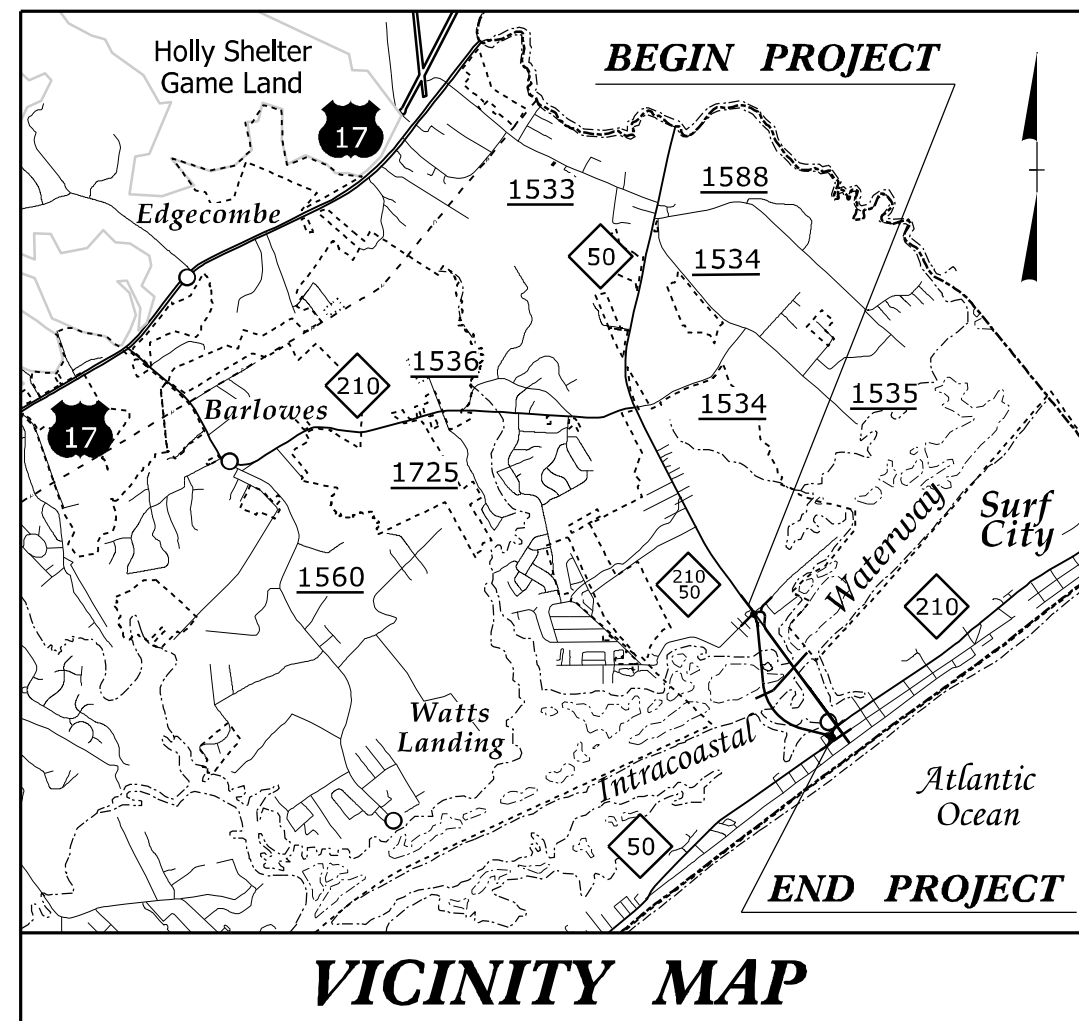 Holly Shelter
Game Land
BEGIN PROJECT
17
1533
1588
Edgecombe
50
1534
210
1536
Barlowes
1534
1535
17
1725
Surf
City
Waterway
1560
210
50
210
Watts
Landing
Intracoastal
Atlantic
Ocean
50
END PROJECT
VICINITY MAP